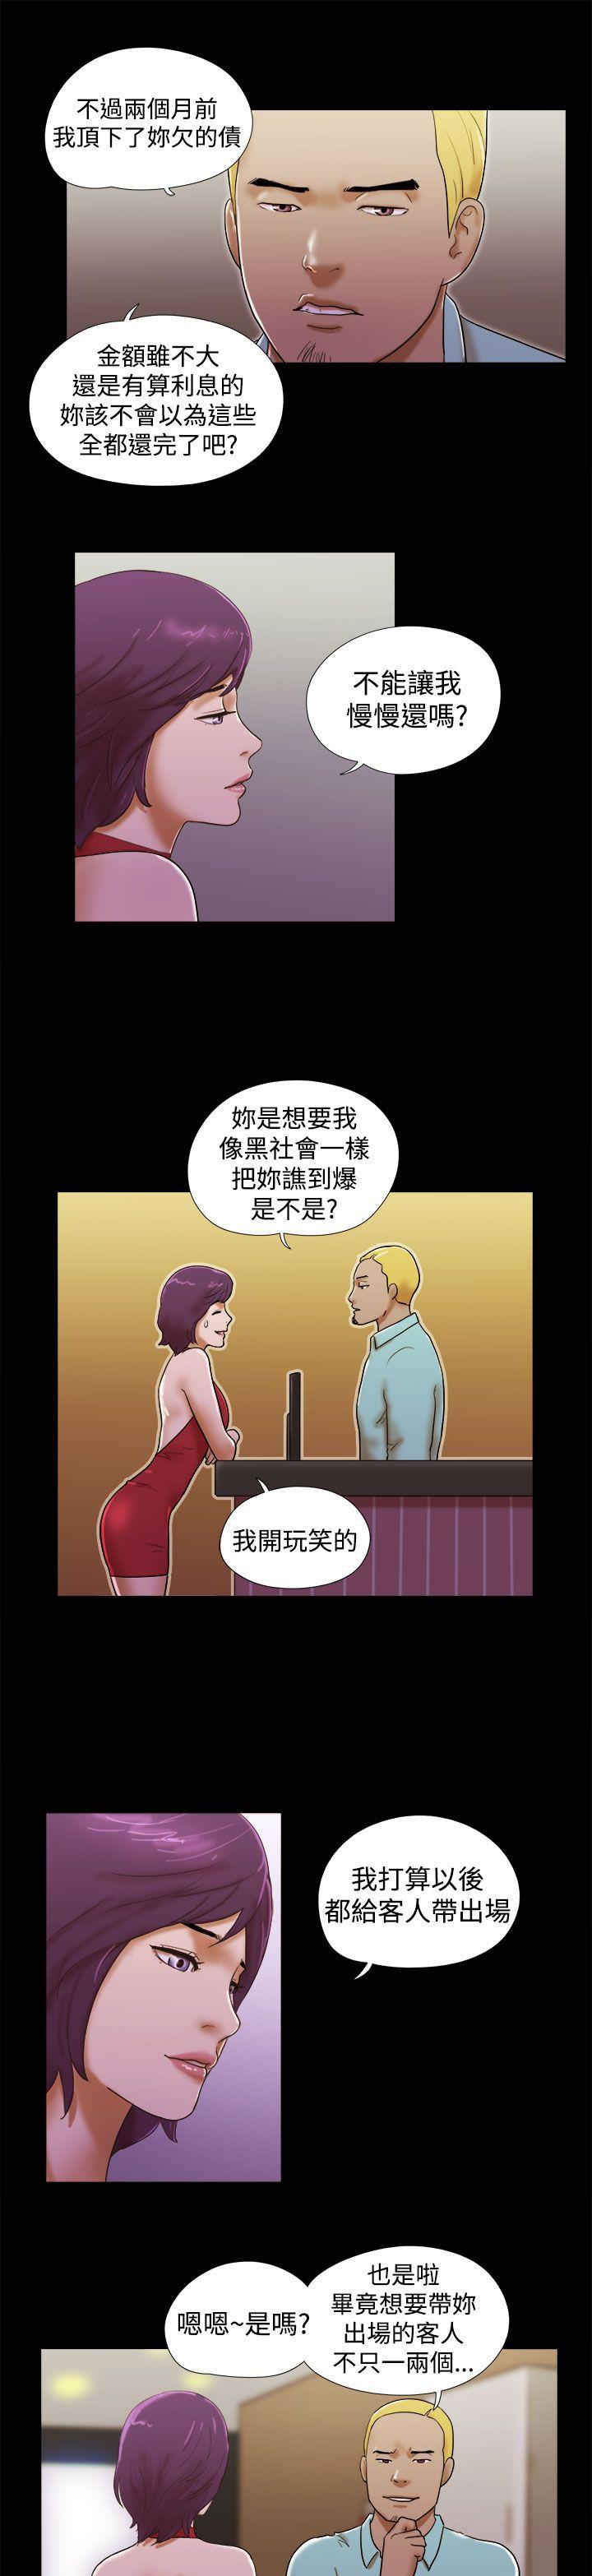 不過兩個月前
我頂下了妳欠的債
金額雖不大
還是有算利息的
妳該不會以為這些
全都還完了吧?
不能讓我
慢慢還嗎?
妳是想要我
像黑社會一樣
把妳譙到爆
是不是?
我開玩笑的
我打算以後
都給客人帶出場
嗯嗯~是嗎?
也是啦
畢竟想要帶妳
出場的客人
不只一兩個...